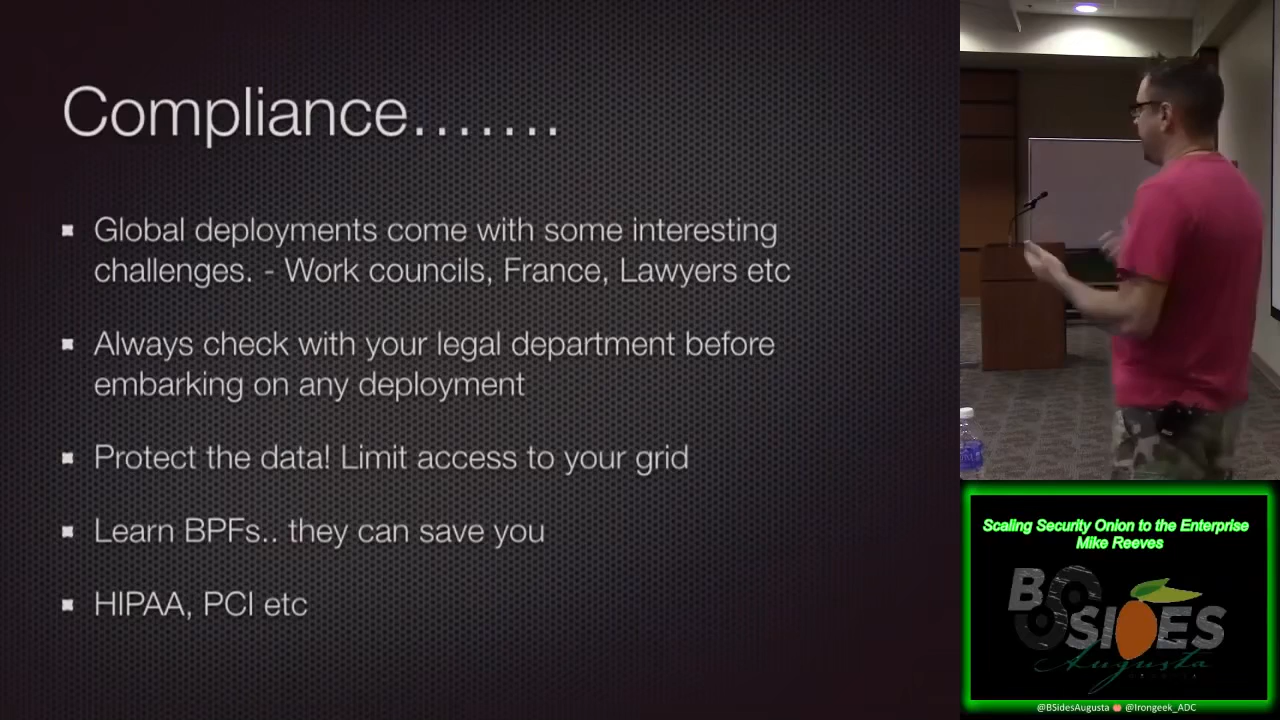 Compliance.......
Global deployments come with some interesting
challenges. - Work councils, France, Lawyers etc
Always check with your legal department before
embarking on any deployment
Protect the data! Limit access to your grid
Learn BPFs.. they can save you
HIPAA, PCI etc
Scaling Security Onion to the Enterprise
Mike Reeves
BSIDES
Augusta
@BSidesAugusta @Irongeek_ADC